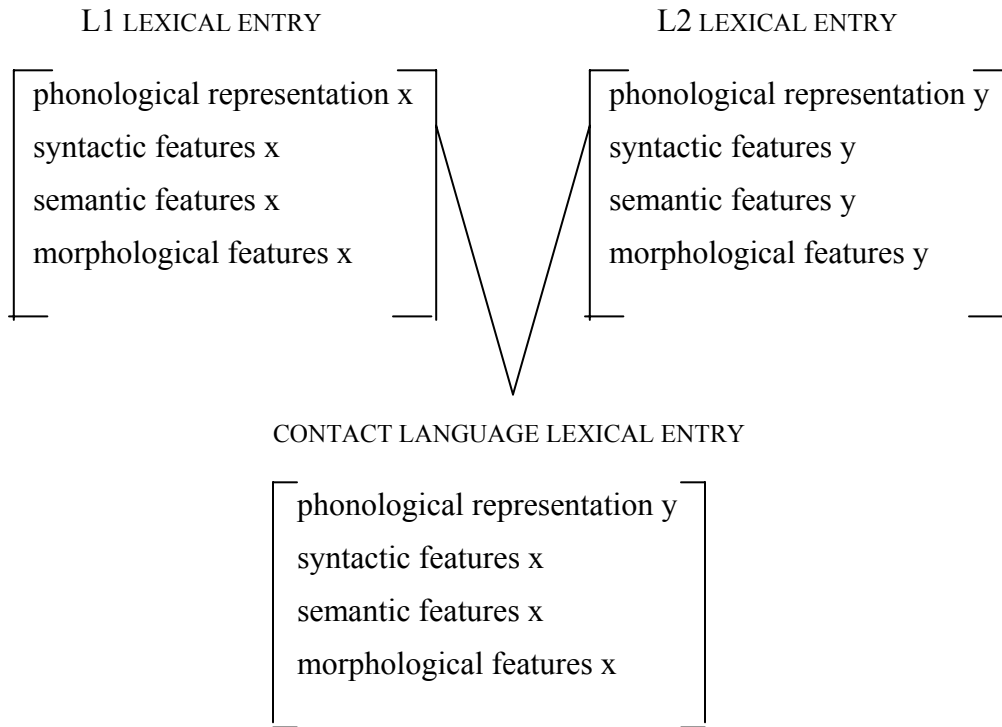 L1 LEXICAL ENTRY
phonological representation x
syntactic features x
semantic features x
morphological features x
L2 LEXICAL ENTRY
phonological representation y
syntactic features y
semantic features y
morphological features y
CONTACT LANGUAGE LEXICAL ENTRY
phonological representation y
syntactic features x
semantic features x
morphological features x